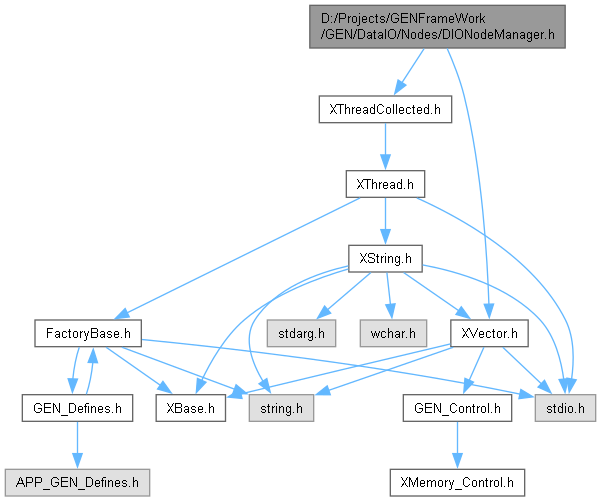 D:/Projects/GENFrameWork
/GEN/DataIO/Nodes/DIONodeManager.h
XThreadCollected.h
XThread.h
XString.h
FactoryBase.h
stdarg.h
wchar.h
XVector.h
GEN_Defines.h
XBase.h
string.h
GEN_Control.h
stdio.h
APP_GEN_Defines.h
XMemory_Control.h